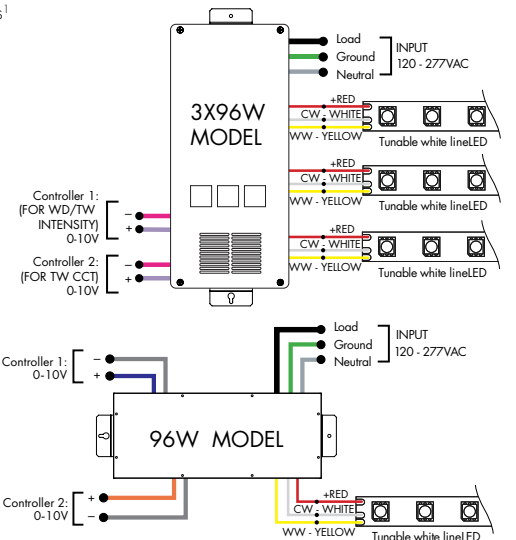 s¹
Load
Ground
Neutral
INPUT
120 - 277VAC
3X96W
MODEL
+RED
CW - WHITE
WW - YELLOW
Tunable white lineLED
+RED
CW - WHITE
WW - YELLOW
Tunable white lineLED
+RED
CW - WHITE
WW - YELLOW
Tunable white lineLED
Controller 1:
(FOR WD/TW
INTENSITY)
0-10V
–
+
Controller 2:
(FOR TW CCT)
0-10V
–
+
Load
Ground
Neutral
INPUT
120 - 277VAC
Controller 1:
0-10V
–
+
96W MODEL
Controller 2:
0-10V
+
–
+RED
CW - WHITE
WW - YELLOW
Tunable white lineLED